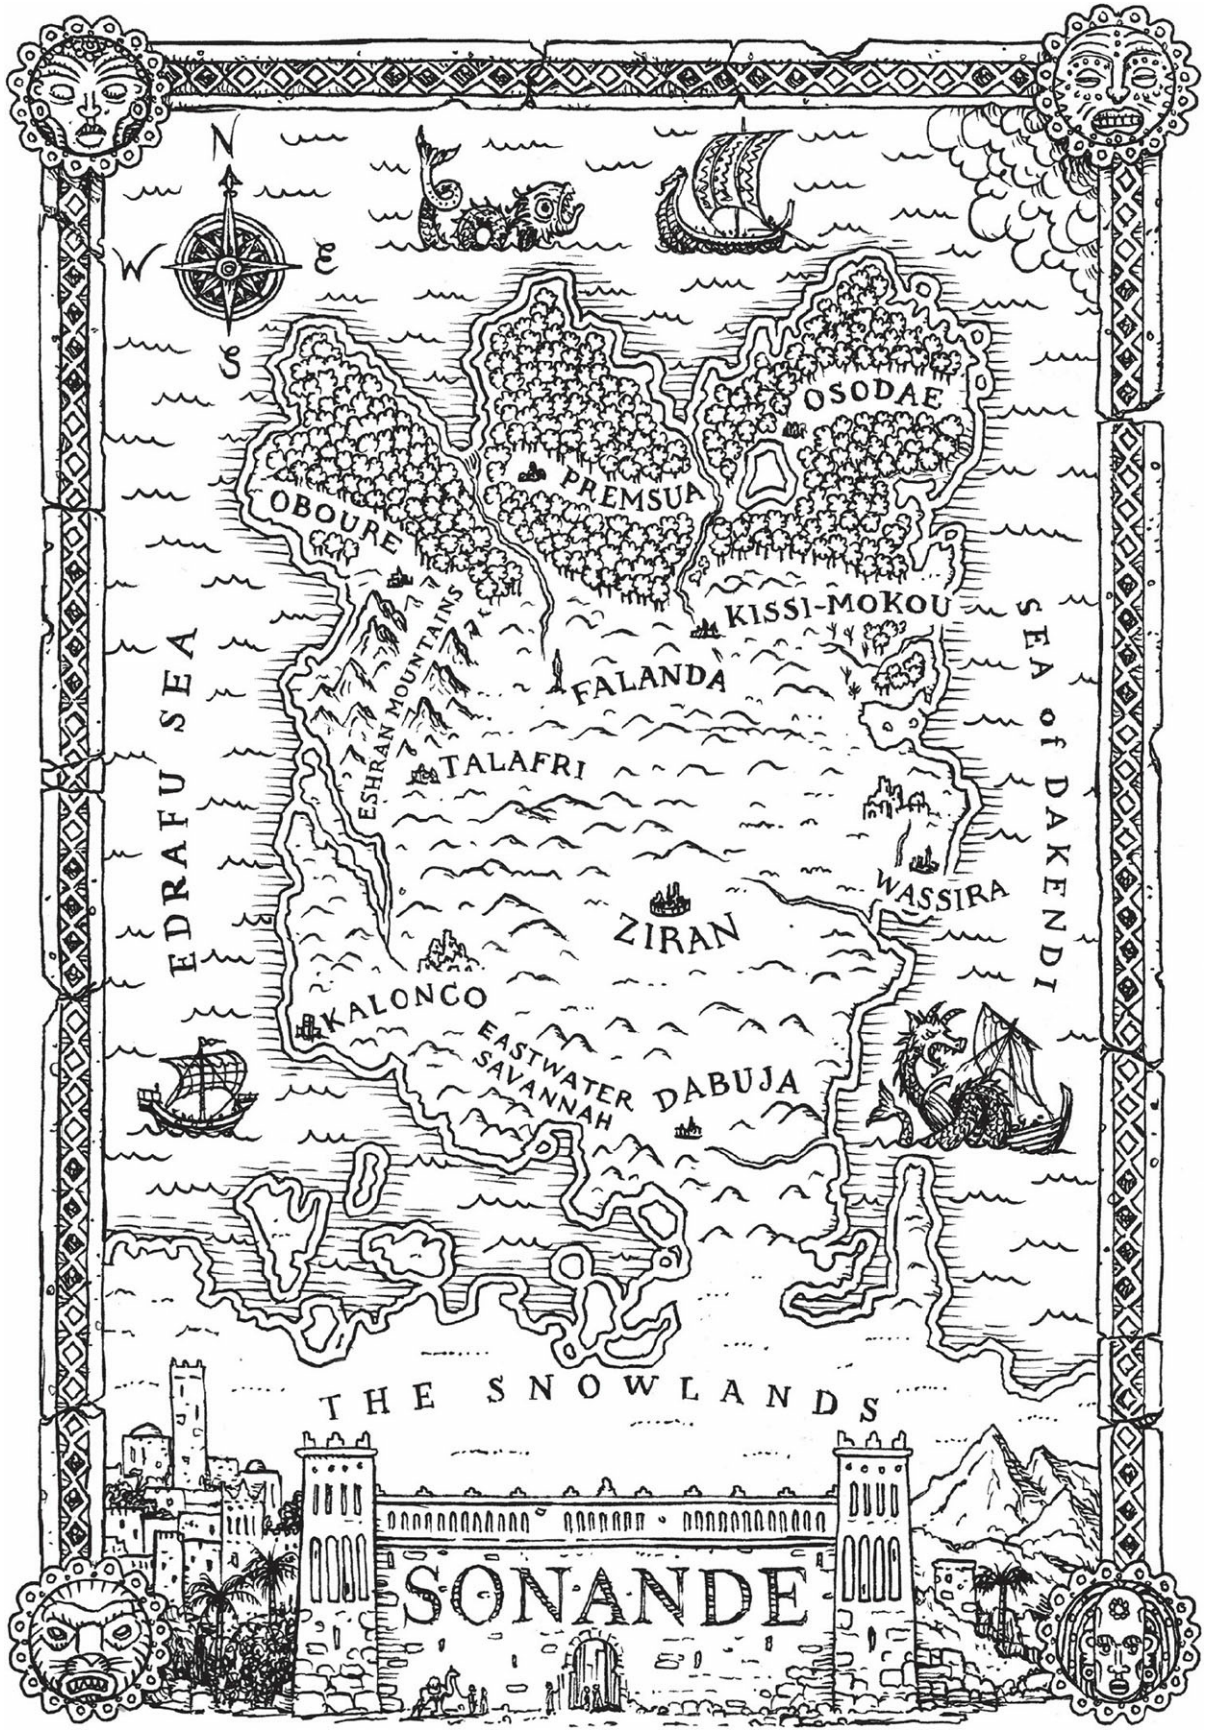 N
W
E
S
OSODAE
PREMSUA
OBOURE
KISSI-MOKOU
ESHRAN MOUNTAINS
FALANDA
TALAFRI
EDRAFU SEA
SEA of DAKENDI
WASSIRA
ZIRAN
KALONCO
EASTWATER
SAVANNAH
DABUJA
THE SNOWLANDS
SONANDE